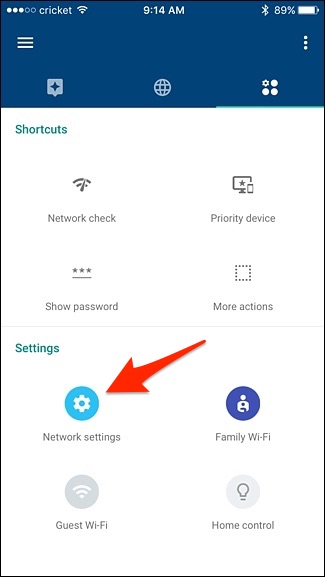 cricket 9:14 AM 89%
Shortcuts
Network check Priority device
***
Show password More actions
Settings
Network settings Family Wi-Fi
Guest Wi-Fi Home control